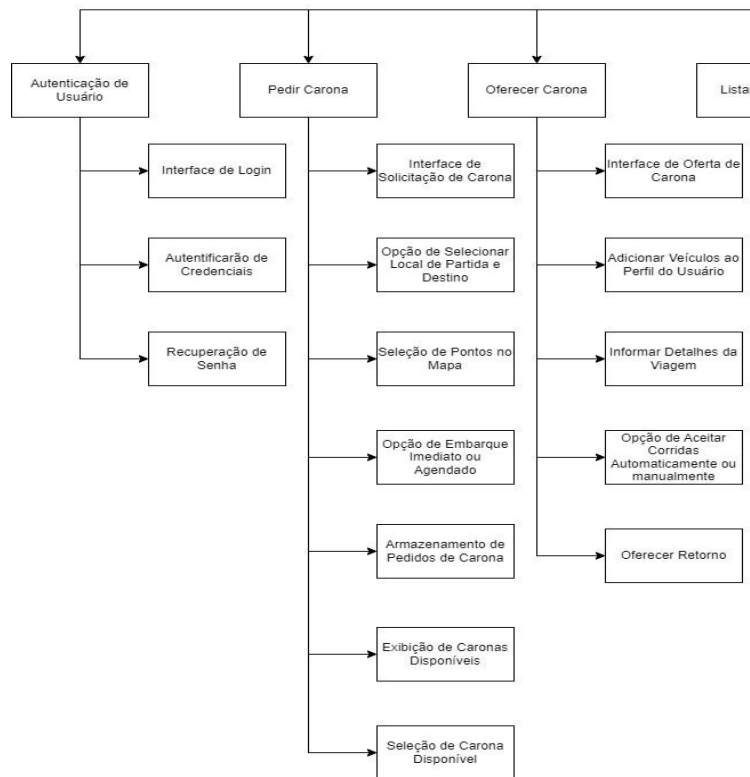 Autenticação de
Usuário
Pedir Carona
Oferecer Carona
Lista
Interface de Login
Autentificarão de
Credenciais
Recuperação de
Senha
Interface de
Solicitação de Carona
Opção de Selecionar
Local de Partida e
Destino
Seleção de Pontos no
Mapa
Opção de Embarque
Imediato ou
Agendado
Armazenamento de
Pedidos de Carona
Exibição de Caronas
Disponíveis
Seleção de Carona
Disponível
Interface de Oferta de
Carona
Adicionar Veículos ao
Perfil do Usuário
Informar Detalhes da
Viagem
Opção de Aceitar
Corridas
Automaticamente ou
manualmente
Oferecer Retorno